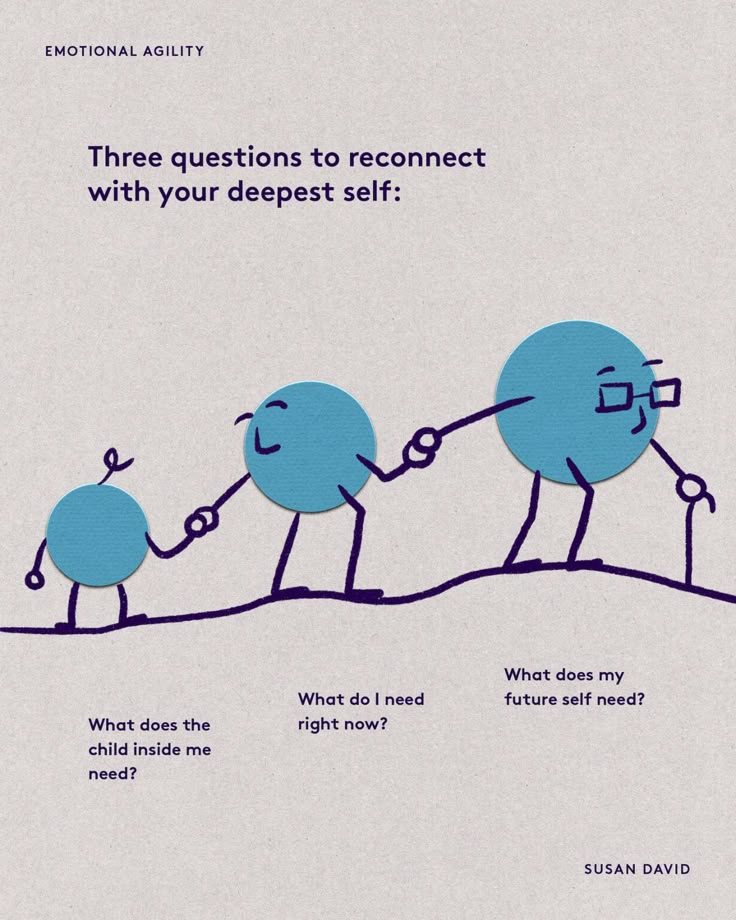 EMOTIONAL AGILITY
Three questions to reconnect
with your deepest self:
What does the
child inside me
need?
What do I need
right now?
What does my
future self need?
SUSAN DAVID